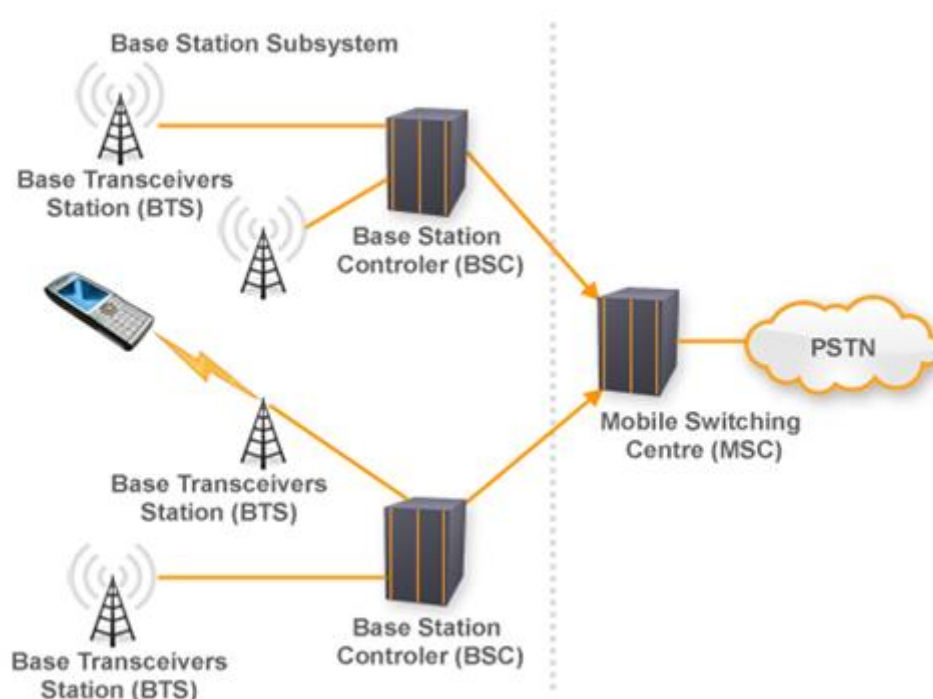 Base Station Subsystem
Base Transceivers
Station (BTS)
Base Station
Controler (BSC)
PSTN
Mobile Switching
Centre (MSC)
Base Transceivers
Station (BTS)
Base Station
Controler (BSC)
Base Transceivers
Station (BTS)